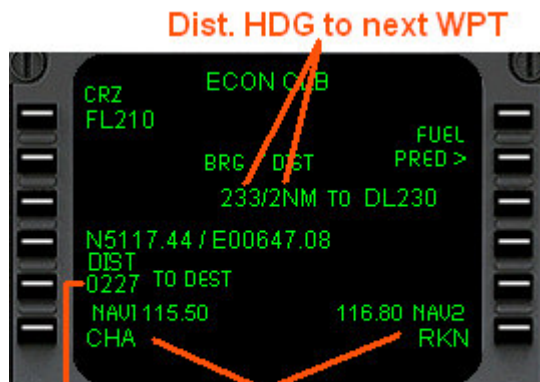 Dist. HDG to next WPT
ECON CLB
CRZ
FL210
FUEL
PRED >
BRG DIST
233/2NM TO DL230
N5117.44 / E00647.08
DIST
0227 TO DEST
NAV1 115.50 116.80 NAV2
CHA RKN